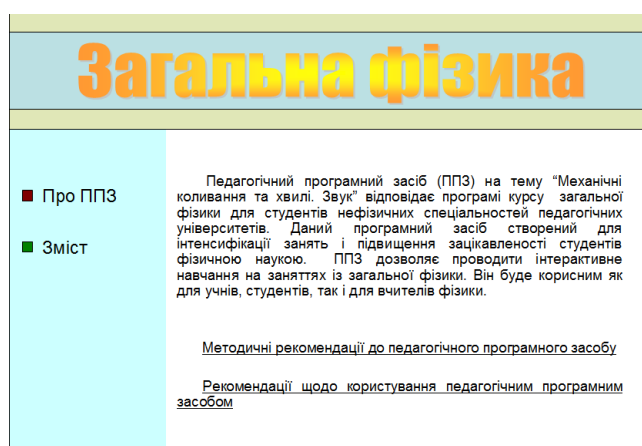 Загальна фізика
Про ППЗ
Зміст
Педагогічний програмний засіб (ППЗ) на тему “Механічні
коливання та хвилі. Звук” відповідає програмі курсу загальної
фізики для студентів нефізичних спеціальностей педагогічних
університетів. Даний програмний засіб створений для
інтенсифікації занять і підвищення зацікавленості студентів
фізичною наукою. ППЗ дозволяє проводити інтерактивне
навчання на заняттях із загальної фізики. Він буде корисним як
для учнів, студентів, так і для вчителів фізики.
Методичні рекомендації до педагогічного програмного засобу
Рекомендації щодо користування педагогічним програмним
засобом